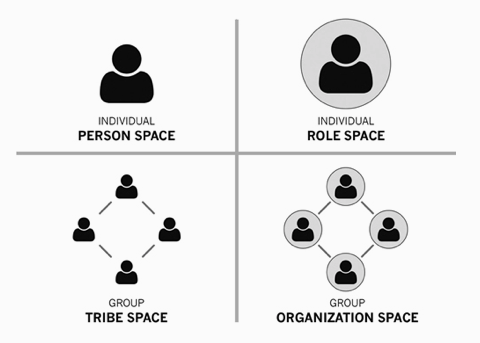 INDIVIDUAL
PERSON SPACE
INDIVIDUAL
ROLE SPACE
GROUP
TRIBE SPACE
GROUP
ORGANIZATION SPACE